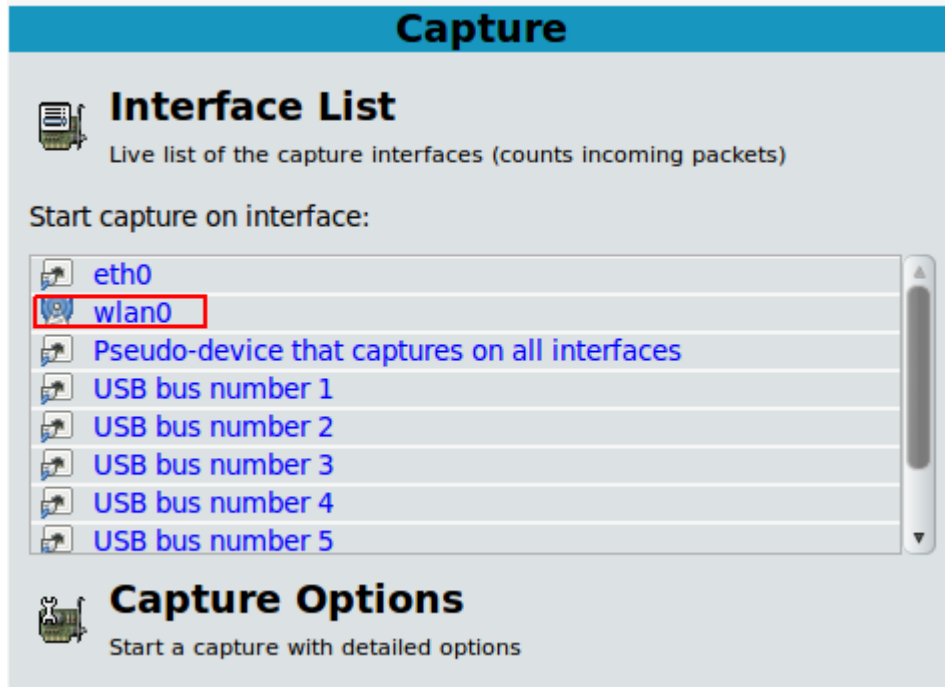 Capture
Interface List
Live list of the capture interfaces (counts incoming packets)
Start capture on interface:
eth0
wlan0
Pseudo-device that captures on all interfaces
USB bus number 1
USB bus number 2
USB bus number 3
USB bus number 4
USB bus number 5
Capture Options
Start a capture with detailed options